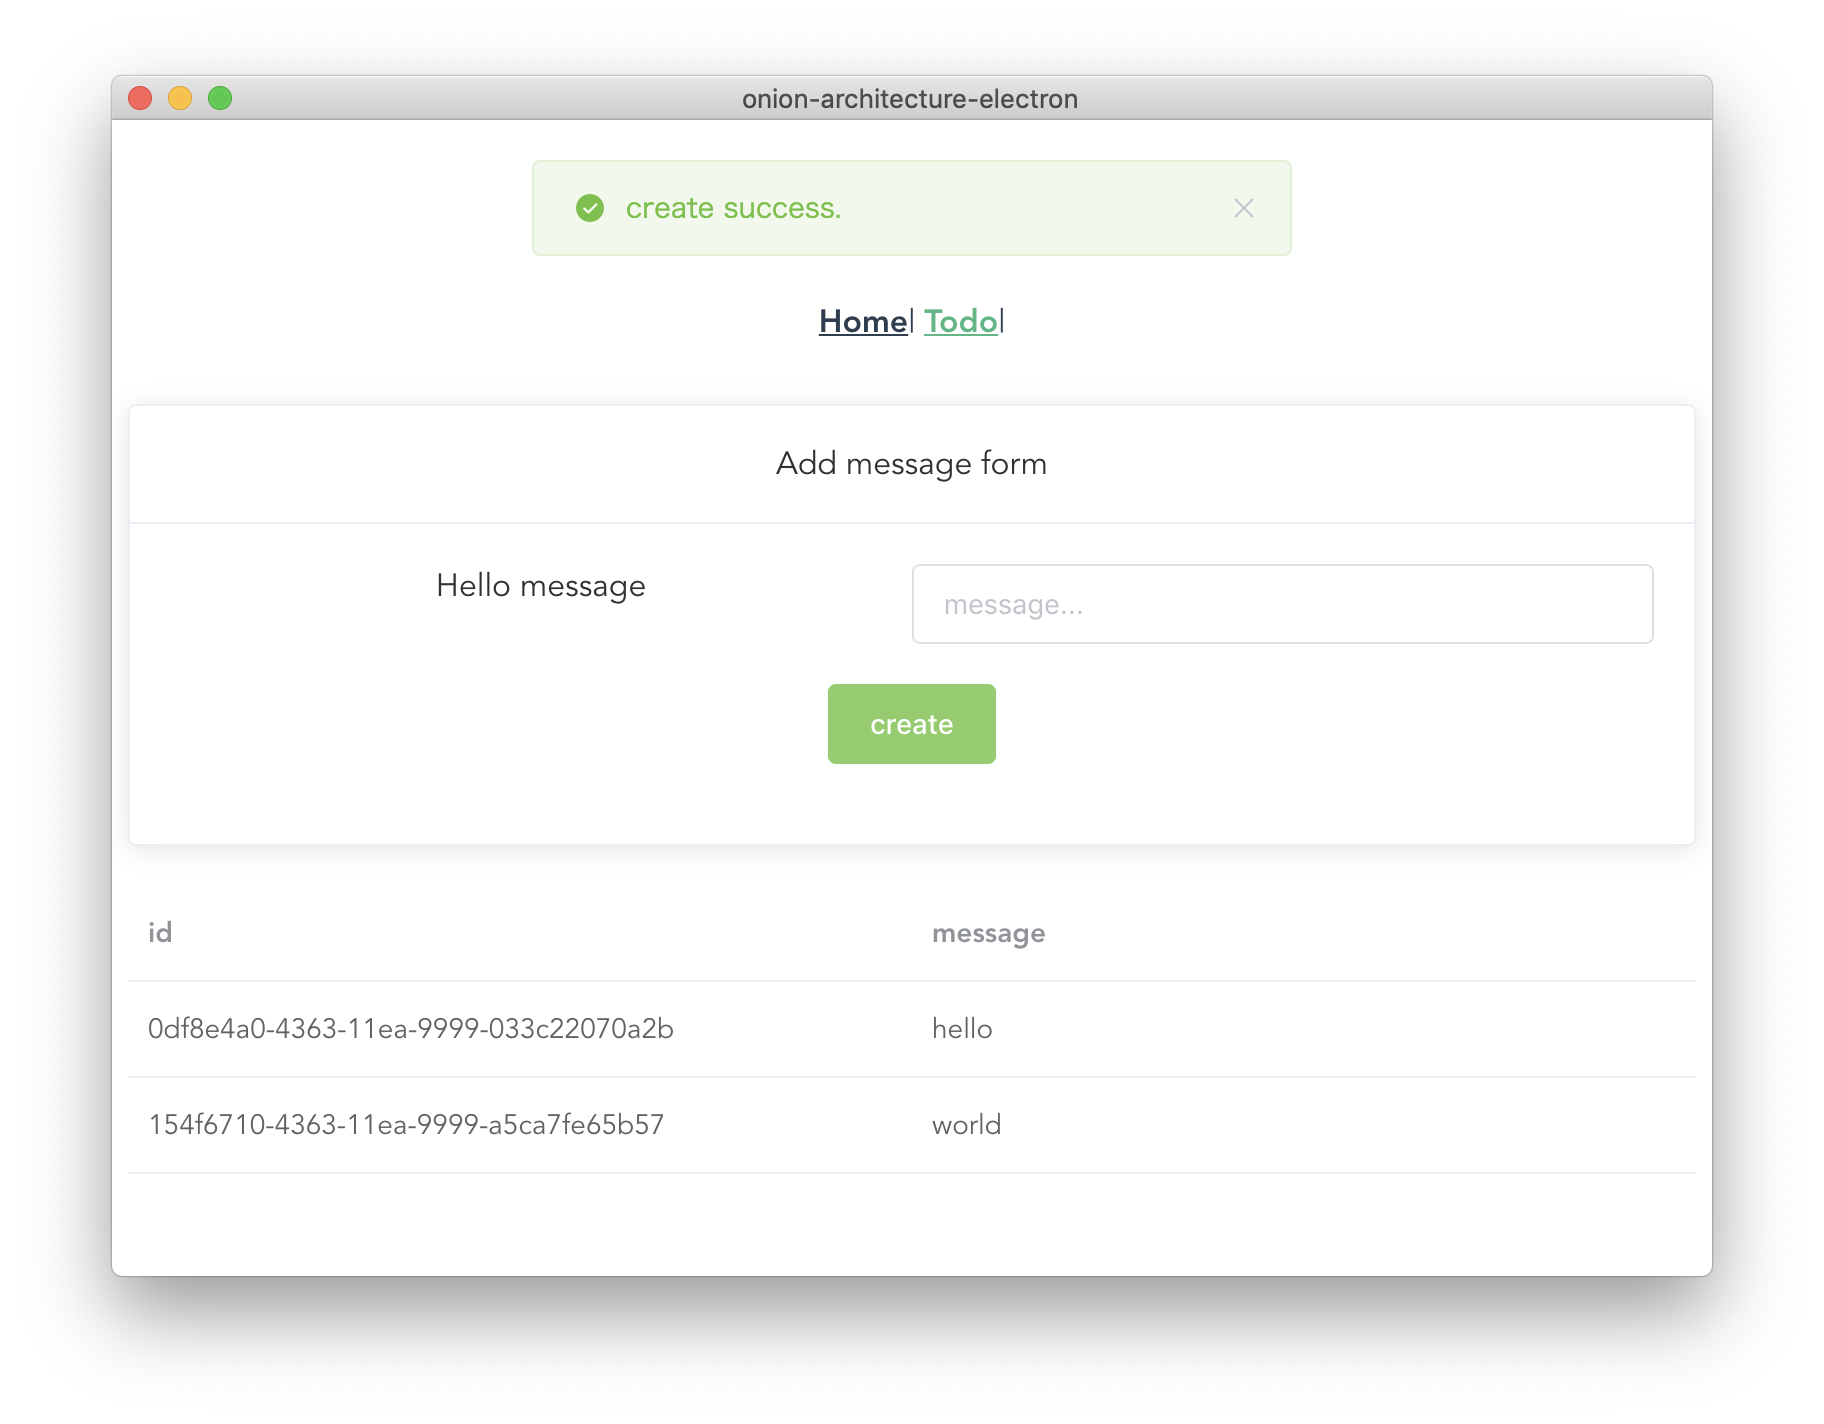 onion-architecture-electron
create success.
Home| Todo|
Add message form
Hello message
message...
create
id message
0df8e4a0-4363-11ea-9999-033c22070a2b hello
154f6710-4363-11ea-9999-a5ca7fe65b57 world